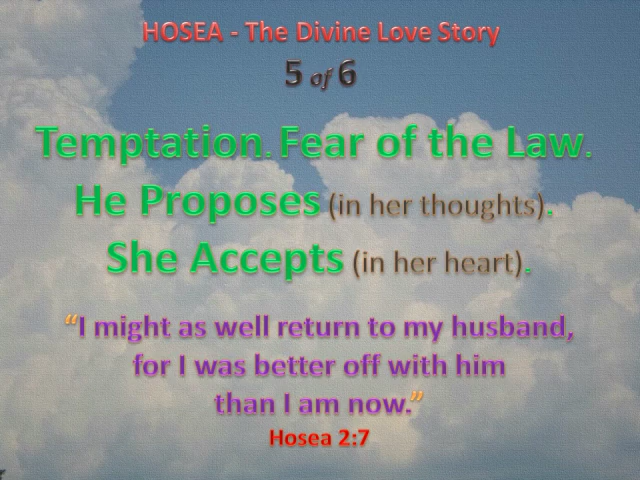 HOSEA - The Divine Love Story
5 of 6
Temptation. Fear of the Law.
He Proposes (in her thoughts).
She Accepts (in her heart).
“I might as well return to my husband,
for I was better off with him
than I am now.”
Hosea 2:7